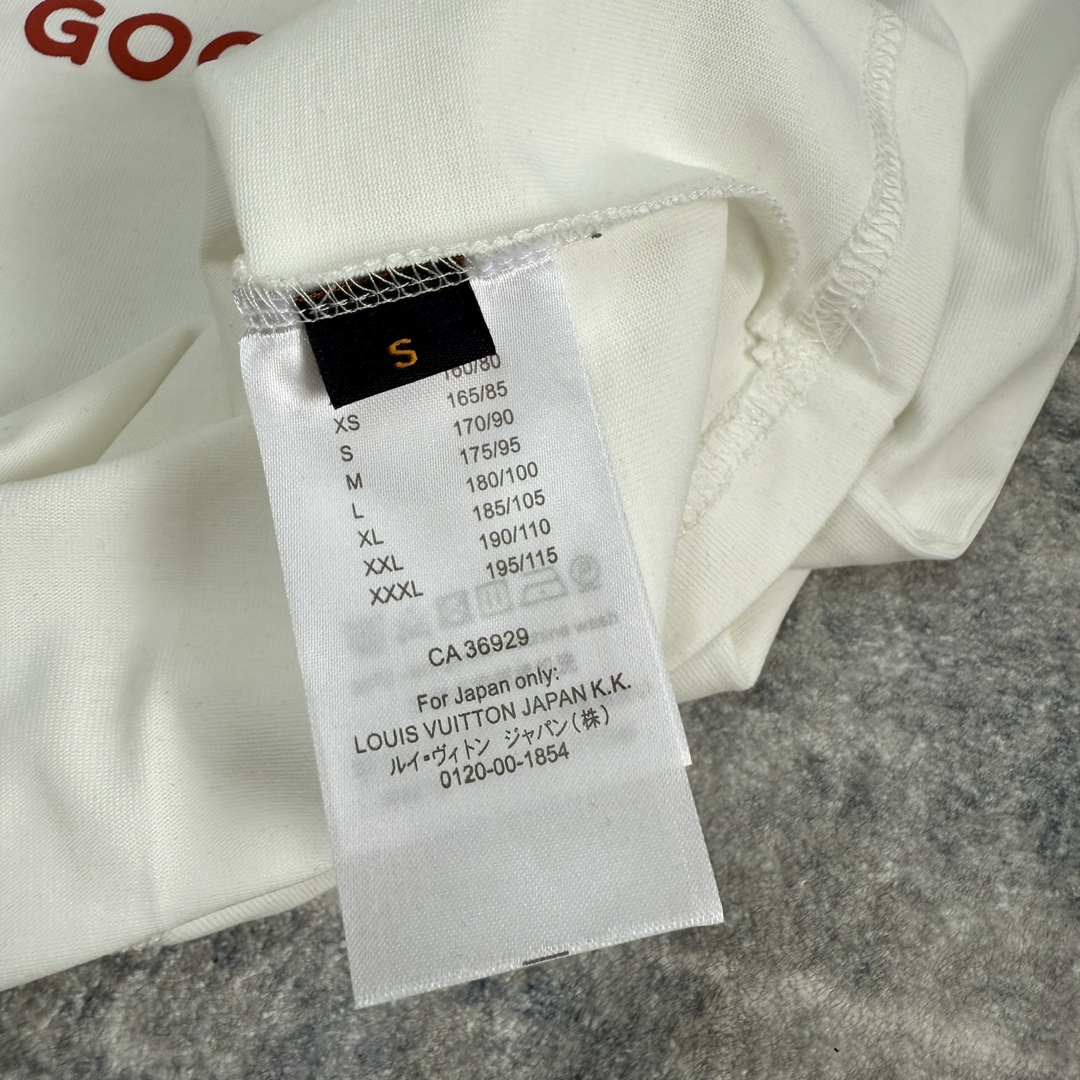 GOO
S
160/80
XS 165/85
S 170/90
M 175/95
L 180/100
XL 185/105
XXL 190/110
XXXL 195/115
CA 36929
For Japan only:
LOUIS VUITTON JAPAN K.K.
ルイ・ヴィトン ジャパン(株)
0120-00-1854